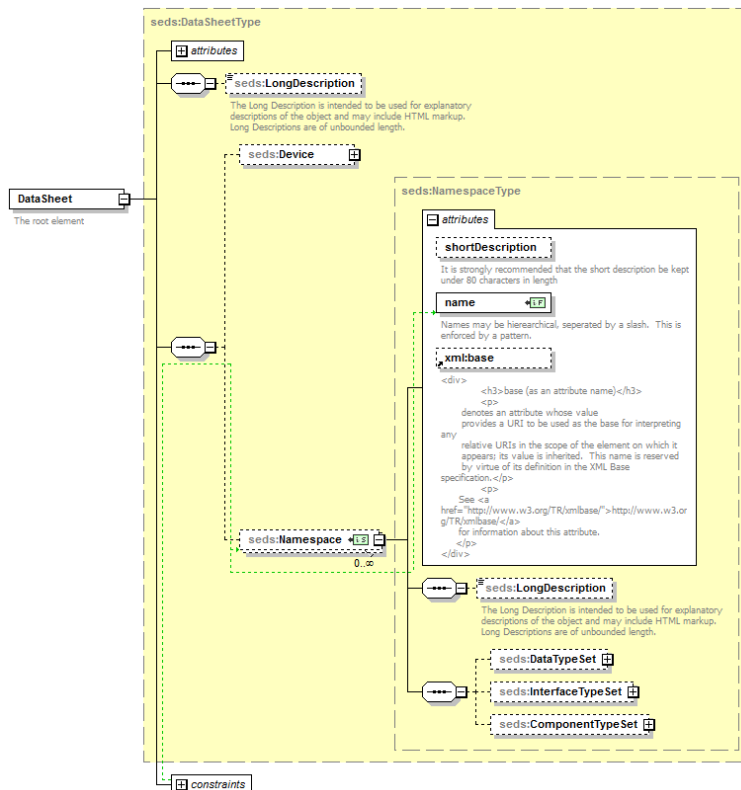 seds:DataSheetType
attributes
seds:LongDescription
The Long Description is intended to be used for explanatory
descriptions of the object and may include HTML markup.
Long Descriptions are of unbounded length.
seds:Device
DataSheet
The root element
seds:NamespaceType
attributes
shortDescription
It is strongly recommended that the short description be kept
under 80 characters in length
name
iF
Names may be hierearchical, seperated by a slash.  This is
enforced by a pattern.
xml:base
<div>
<h3>base (as an attribute name)</h3>
<p>
denotes an attribute whose value
provides a URI to be used as the base for interpreting
any
relative URIs in the scope of the element on which it
appears; its value is inherited.  This name is reserved
by virtue of its definition in the XML Base
specification.</p>
<p>
See <a
href="http://www.w3.org/TR/xmlbase/">http://www.w3.or
g/TR/xmlbase/</a>
for information about this attribute.
</p>
</div>
seds:Namespace
iS
0..∞
seds:LongDescription
The Long Description is intended to be used for explanatory
descriptions of the object and may include HTML markup.
Long Descriptions are of unbounded length.
seds:DataTypeSet
seds:InterfaceTypeSet
seds:ComponentTypeSet
constraints